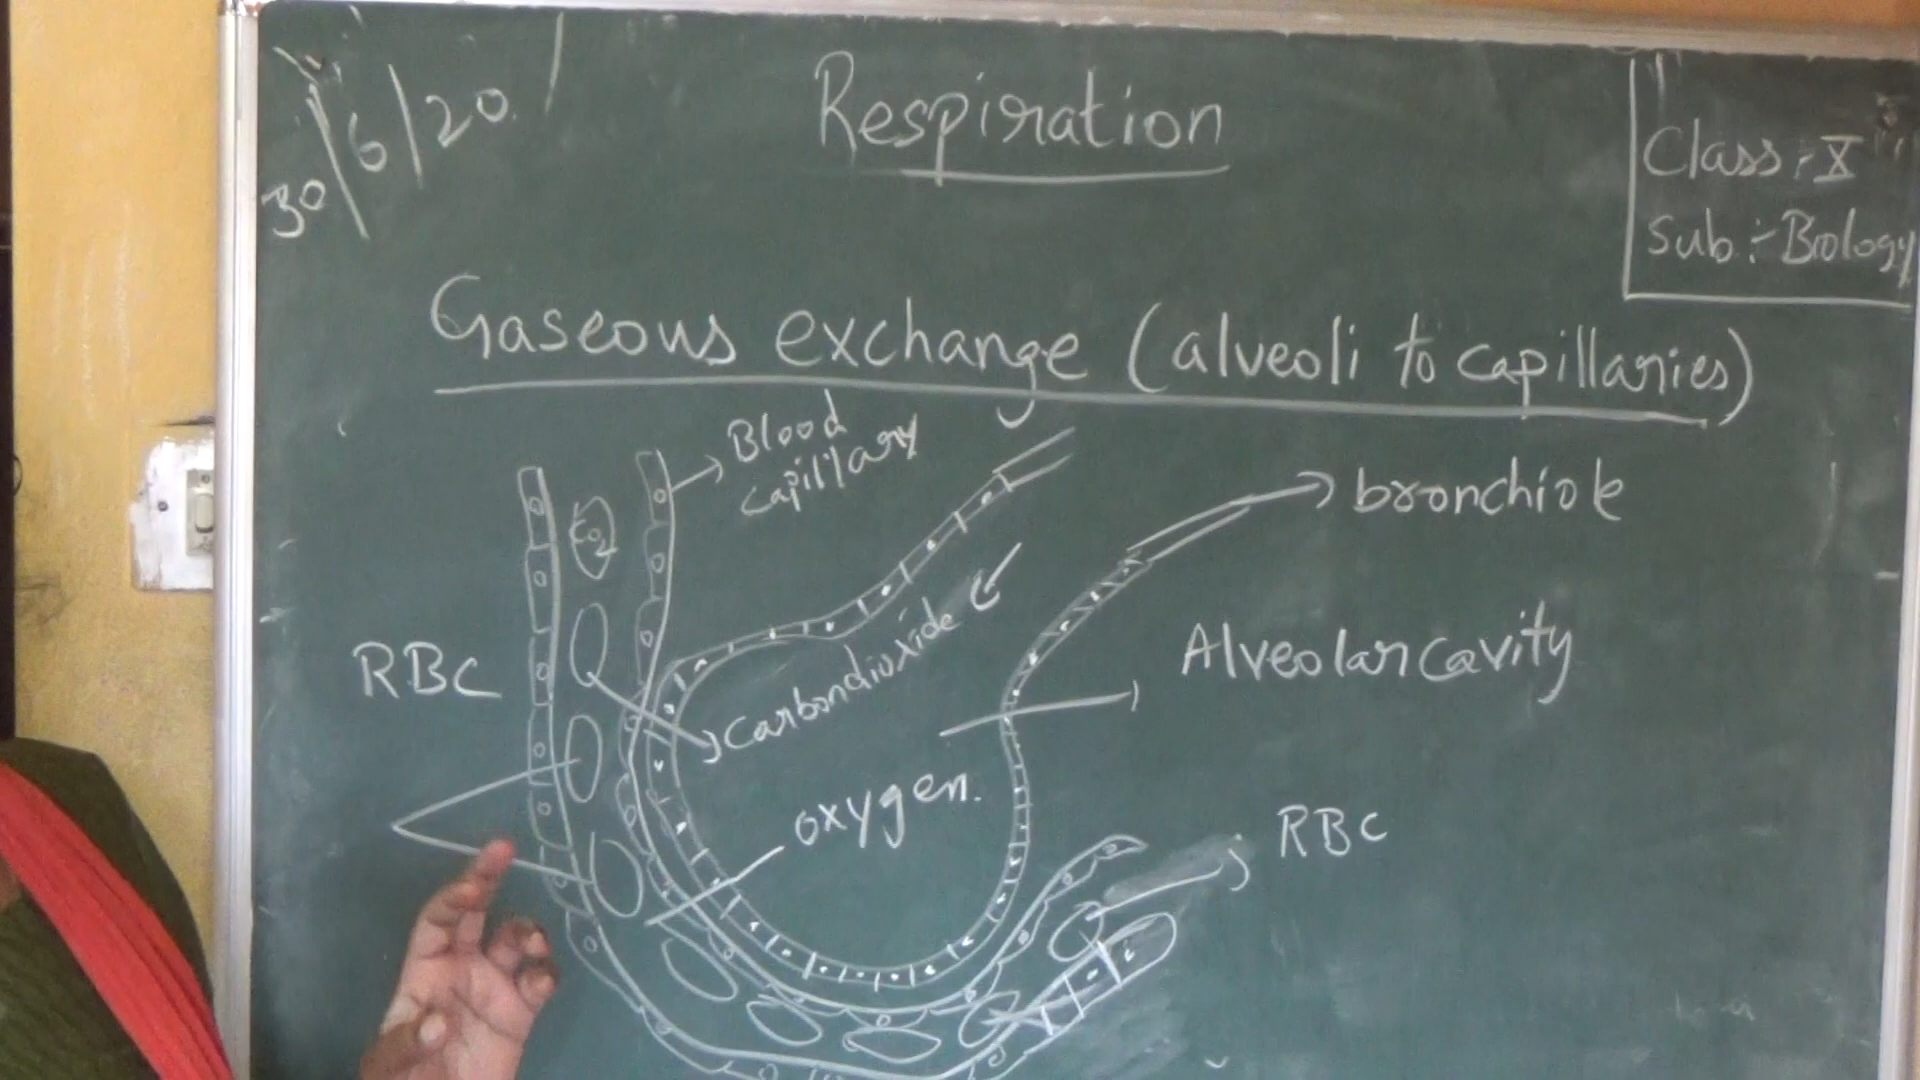 30/6/20
Respiration
Class :- X
Sub :- Biology
Gaseous exchange (alveoli to capillaries)
Blood
capillary
bronchiole
CO2
RBC
Carbondioxide
Alveolar cavity
oxygen.
RBC